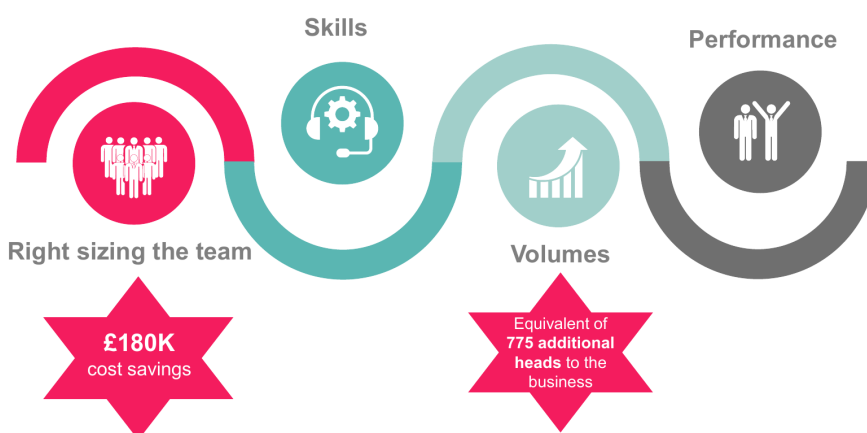 Skills
Performance
Right sizing the team
Volumes
£180K
cost savings
Equivalent of
775 additional
heads to the
business